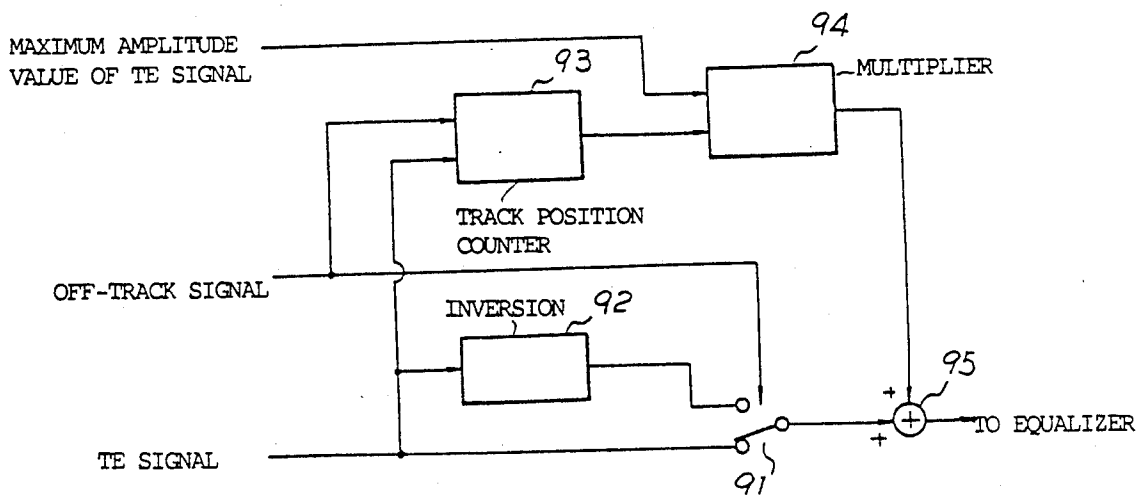 MAXIMUM AMPLITUDE
VALUE OF TE SIGNAL
93
94
MULTIPLIER
TRACK POSITION
COUNTER
OFF-TRACK SIGNAL
INVERSION
92
+
95
+
+
TO EQUALIZER
TE SIGNAL
91